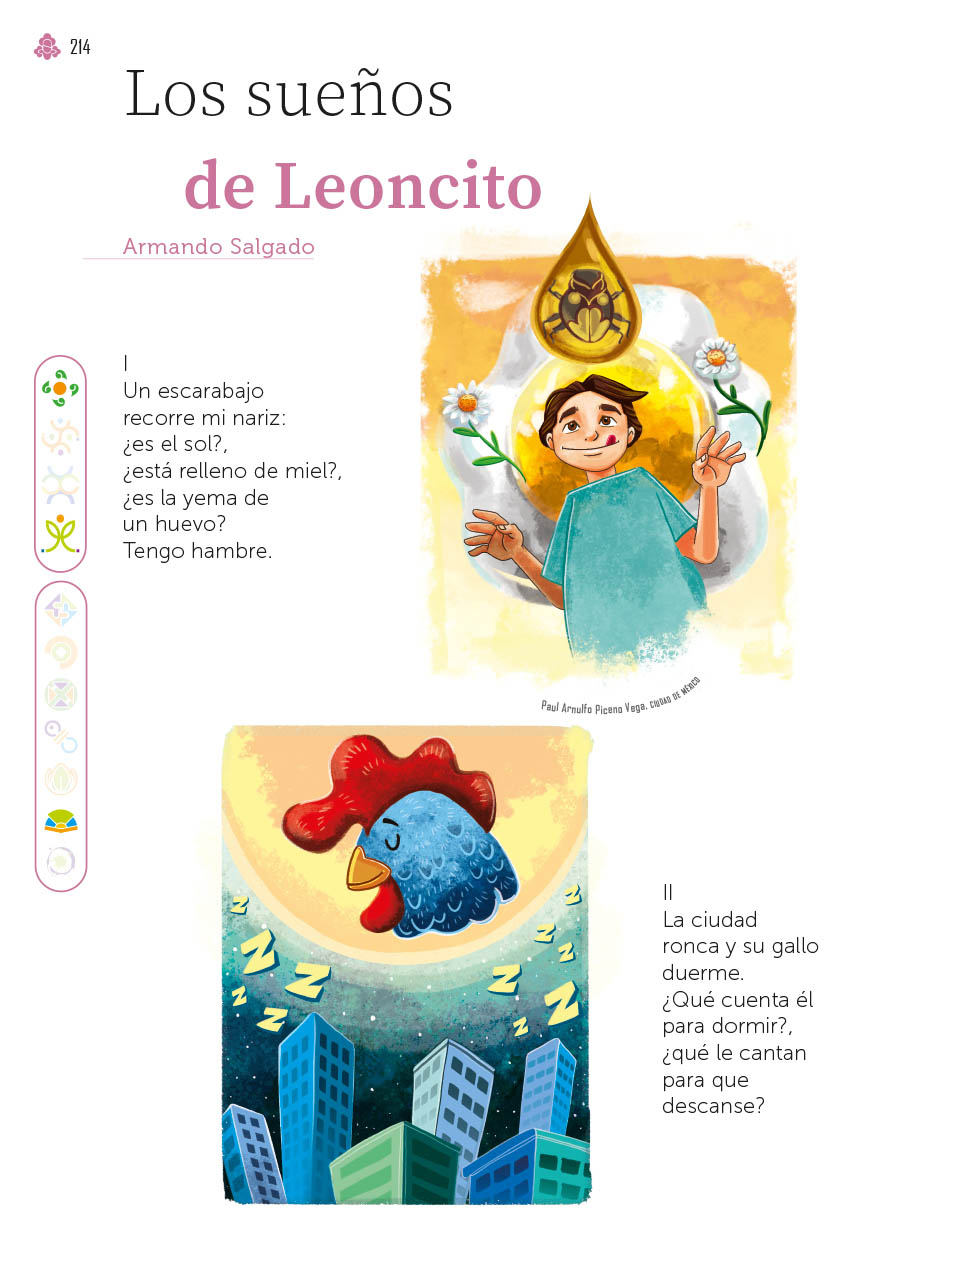 214
Los sueños
de Leoncito
Armando Salgado
I
Un escarabajo
recorre mi nariz:
¿es el sol?,
¿está relleno de miel?,
¿es la yema de
un huevo?
Tengo hambre.
Paul Arnulfo Piceno Vega, CIUDAD DE MÉXICO
Z
Z
Z
Z
Z
Z
Z
Z
Z
Z
Z
II
La ciudad
ronca y su gallo
duerme.
¿Qué cuenta él
para dormir?,
¿qué le cantan
para que
descanse?